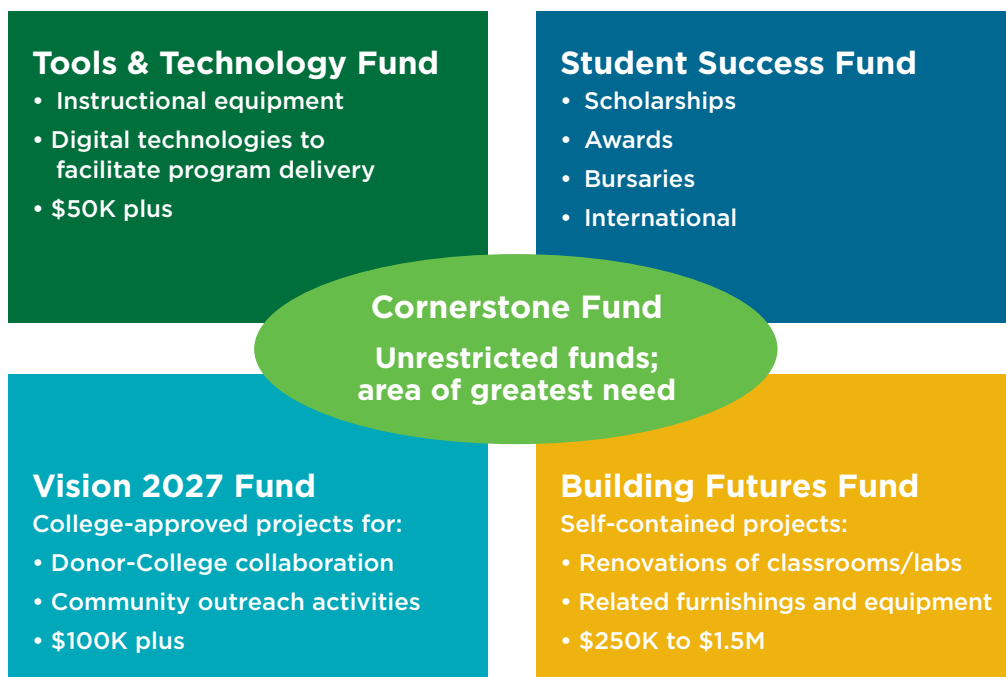 Tools & Technology Fund
• Instructional equipment
• Digital technologies to
facilitate program delivery
• $50K plus
Student Success Fund
• Scholarships
• Awards
• Bursaries
• International
Cornerstone Fund
Unrestricted funds;
area of greatest need
Vision 2027 Fund
College-approved projects for:
• Donor-College collaboration
• Community outreach activities
• $100K plus
Building Futures Fund
Self-contained projects:
• Renovations of classrooms/labs
• Related furnishings and equipment
• $250K to $1.5M